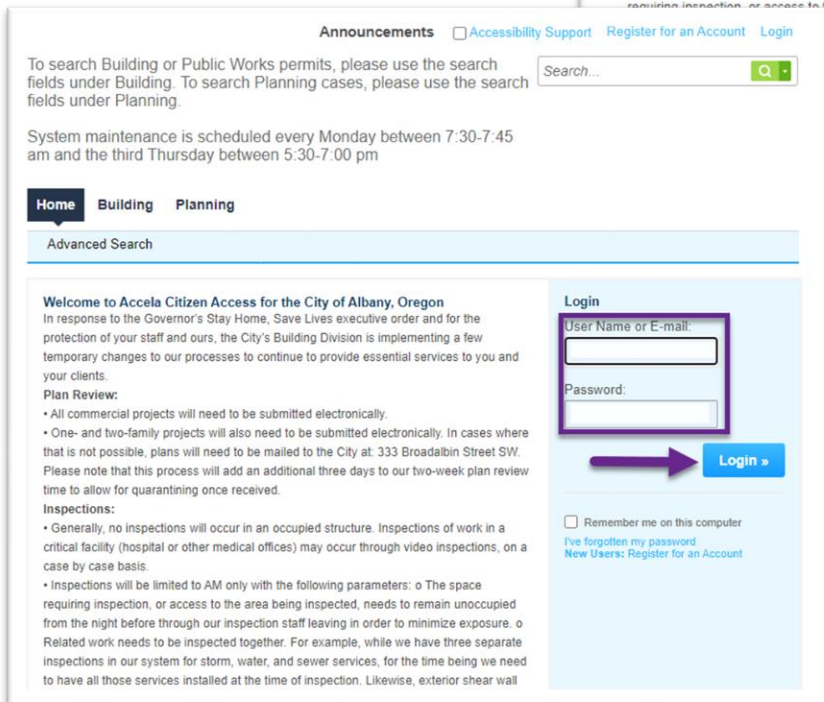 requiring inspection, or access to
Announcements Accessibility Support Register for an Account Login
To search Building or Public Works permits, please use the search
fields under Building. To search Planning cases, please use the search
fields under Planning.
Search...
System maintenance is scheduled every Monday between 7:30-7:45
am and the third Thursday between 5:30-7:00 pm
Home Building Planning
Advanced Search
Welcome to Accela Citizen Access for the City of Albany, Oregon
In response to the Governor's Stay Home, Save Lives executive order and for the
protection of your staff and ours, the City's Building Division is implementing a few
temporary changes to our processes to continue to provide essential services to you and
your clients.
Plan Review:
• All commercial projects will need to be submitted electronically.
• One- and two-family projects will also need to be submitted electronically. In cases where
that is not possible, plans will need to be mailed to the City at: 333 Broadalbin Street SW.
Please note that this process will add an additional three days to our two-week plan review
time to allow for quarantining once received.
Inspections:
• Generally, no inspections will occur in an occupied structure. Inspections of work in a
critical facility (hospital or other medical offices) may occur through video inspections, on a
case by case basis.
• Inspections will be limited to AM only with the following parameters: o The space
requiring inspection, or access to the area being inspected, needs to remain unoccupied
from the night before through our inspection staff leaving in order to minimize exposure. o
Related work needs to be inspected together. For example, while we have three separate
inspections in our system for storm, water, and sewer services, for the time being we need
to have all those services installed at the time of inspection. Likewise, exterior shear wall
Login
User Name or E-mail:
Password:
Login »
Remember me on this computer
I've forgotten my password
New Users: Register for an Account